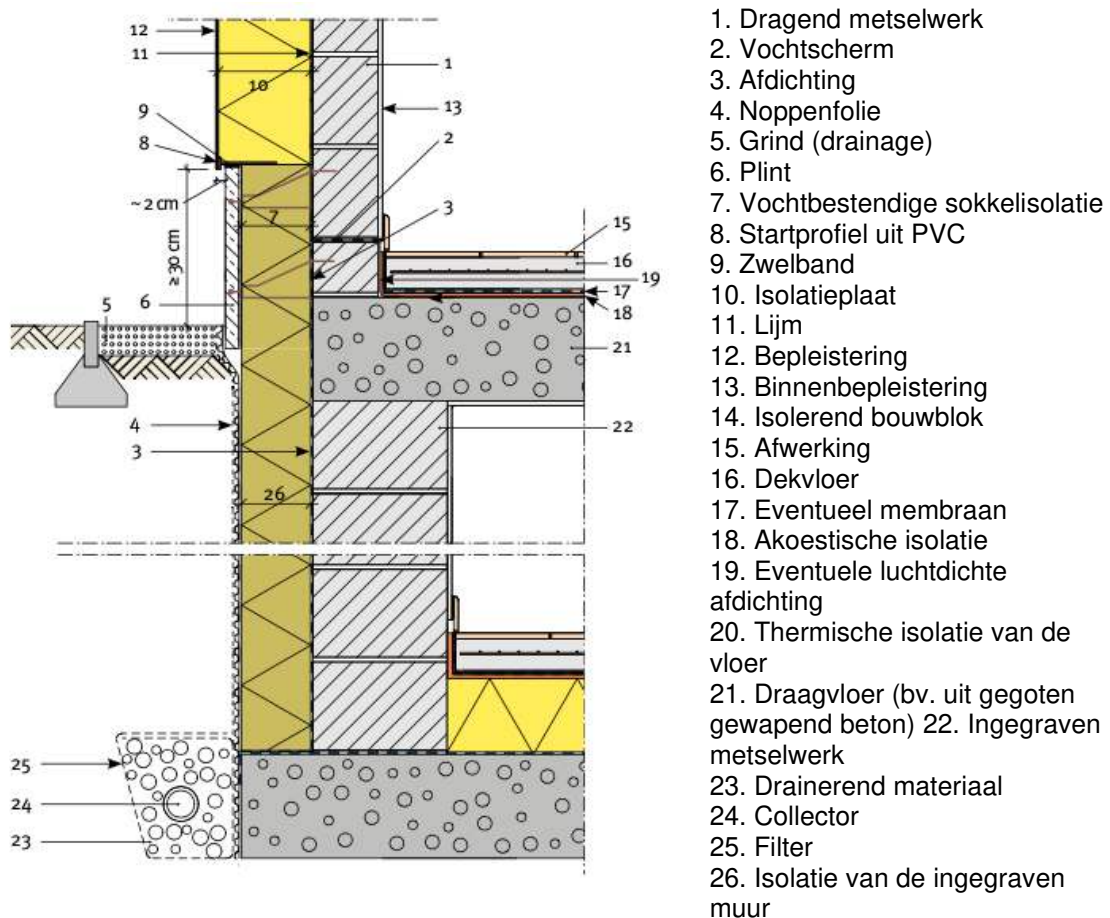 12
11
10
1
9
13
8
2
~ 2 cm
7
3
≥ 30 cm
15
16
6
19
5
17
18
21
4
3
22
26
25
24
23
1. Dragend metselwerk
2. Vochtscherm
3. Afdichting
4. Noppenfolie
5. Grind (drainage)
6. Plint
7. Vochtbestendige sokkelisolatie
8. Startprofiel uit PVC
9. Zwelband
10. Isolatieplaat
11. Lijm
12. Bepleistering
13. Binnenbepleistering
14. Isolerend bouwblok
15. Afwerking
16. Dekvloer
17. Eventueel membraan
18. Akoestische isolatie
19. Eventuele luchtdichte
afdichting
20. Thermische isolatie van de
vloer
21. Draagvloer (bv. uit gegoten
gewapend beton) 22. Ingegraven
metselwerk
23. Drainerend materiaal
24. Collector
25. Filter
26. Isolatie van de ingegraven
muur